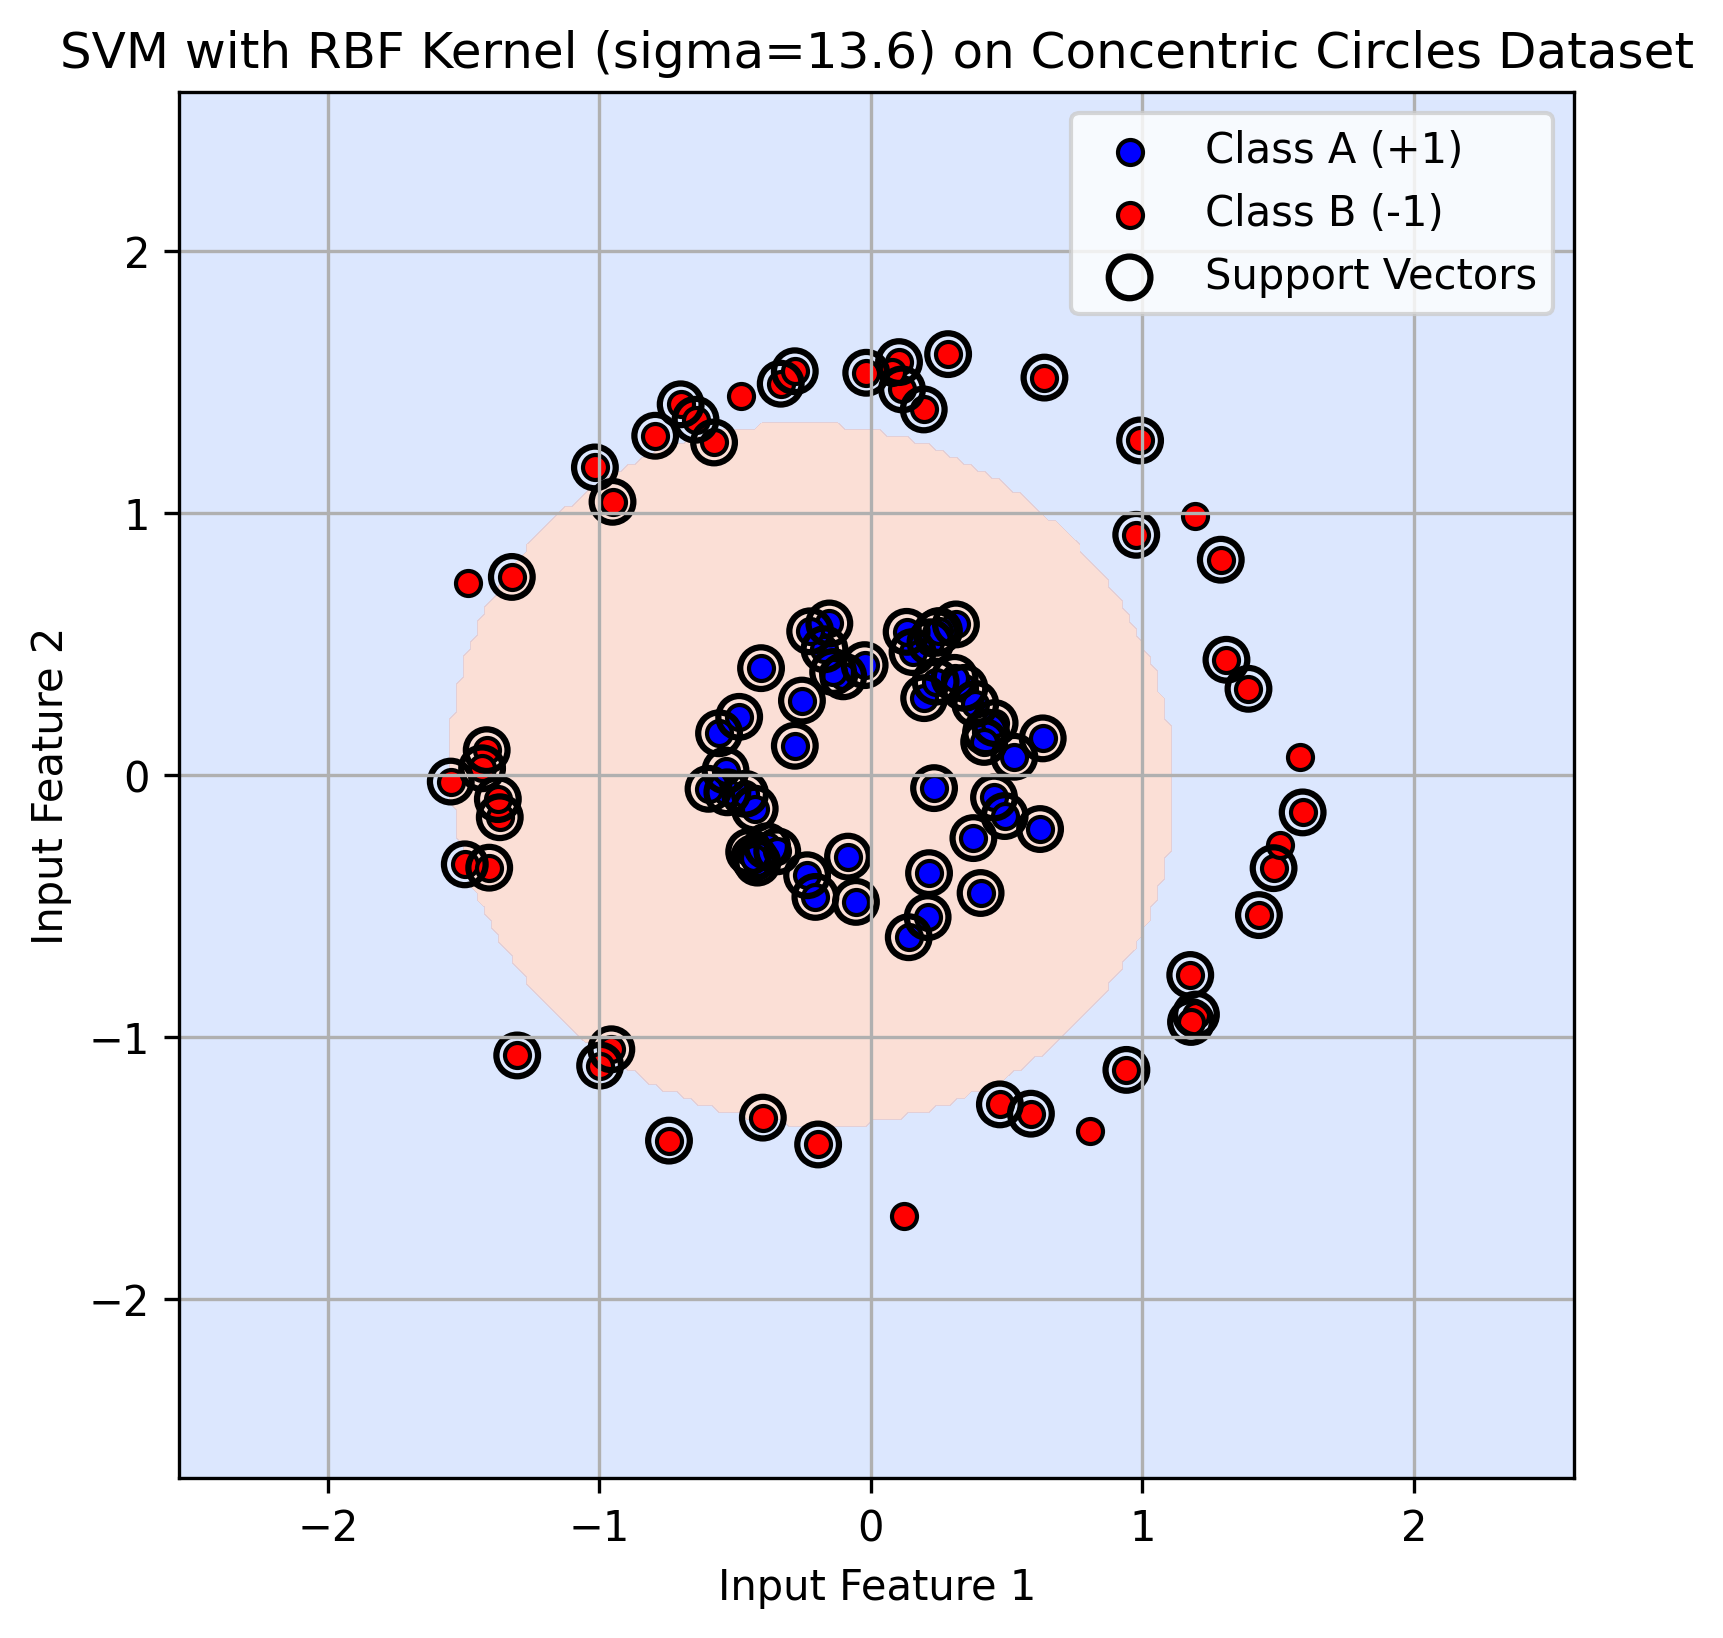 SVM with RBF Kernel (sigma=13.6) on Concentric Circles Dataset
Class A (+1)
Class B (-1)
Support Vectors
2
1
0
−1
−2
Input Feature 2
−2 −1 0 1 2
Input Feature 1